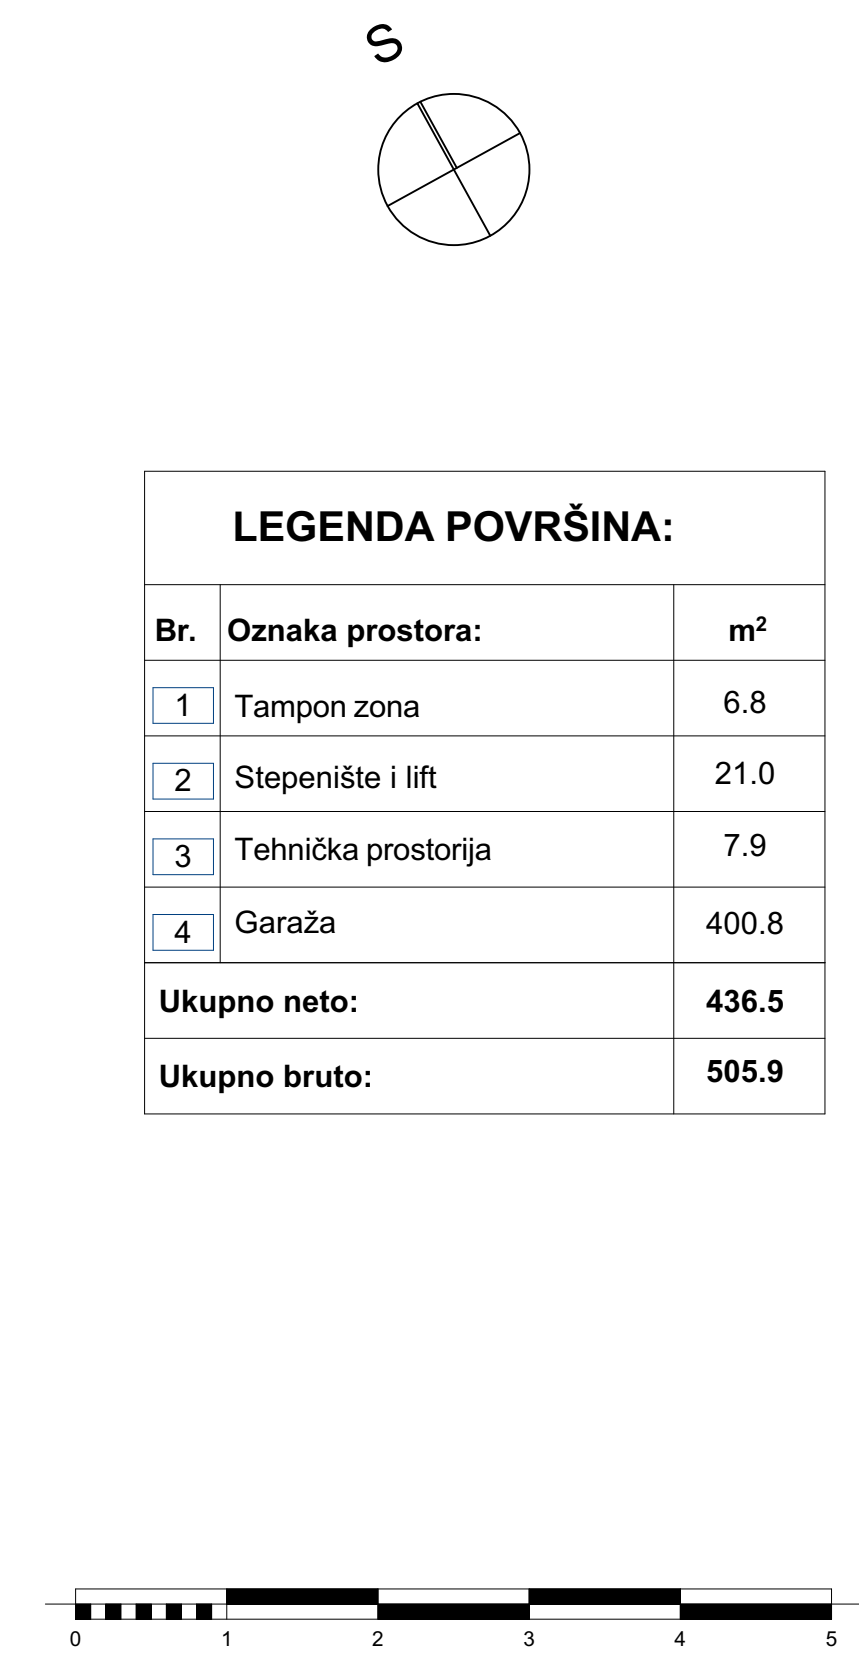 S
LEGENDA POVRŠINA:
Br. Oznaka prostora: m²
1 Tampon zona 6.8
2 Stepenište i lift 21.0
3 Tehnička prostorija 7.9
4 Garaža 400.8
Ukupno neto: 436.5
Ukupno bruto: 505.9
0 1 2 3 4 5